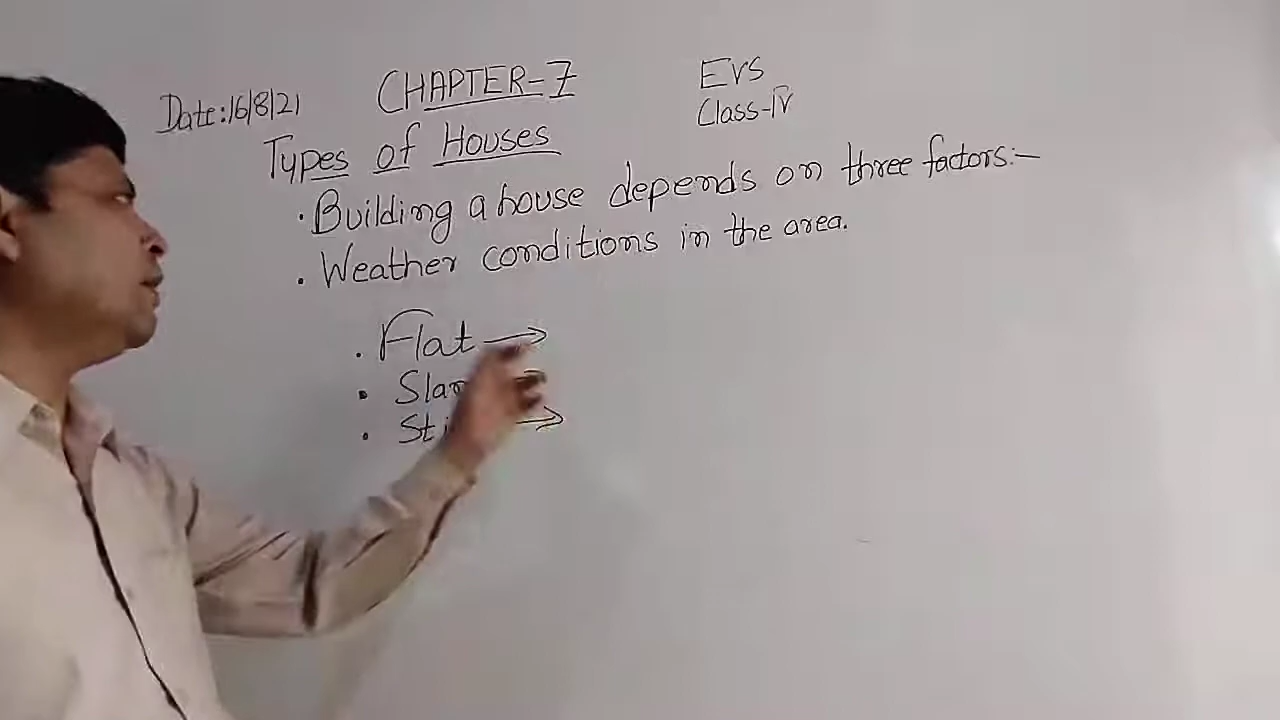 CHAPTER-7
EVS
Date:16/8/21
Class-IV
Types of Houses
· Building a house depends on three factors:-
· Weather conditions in the area.
· Flat →
·
·